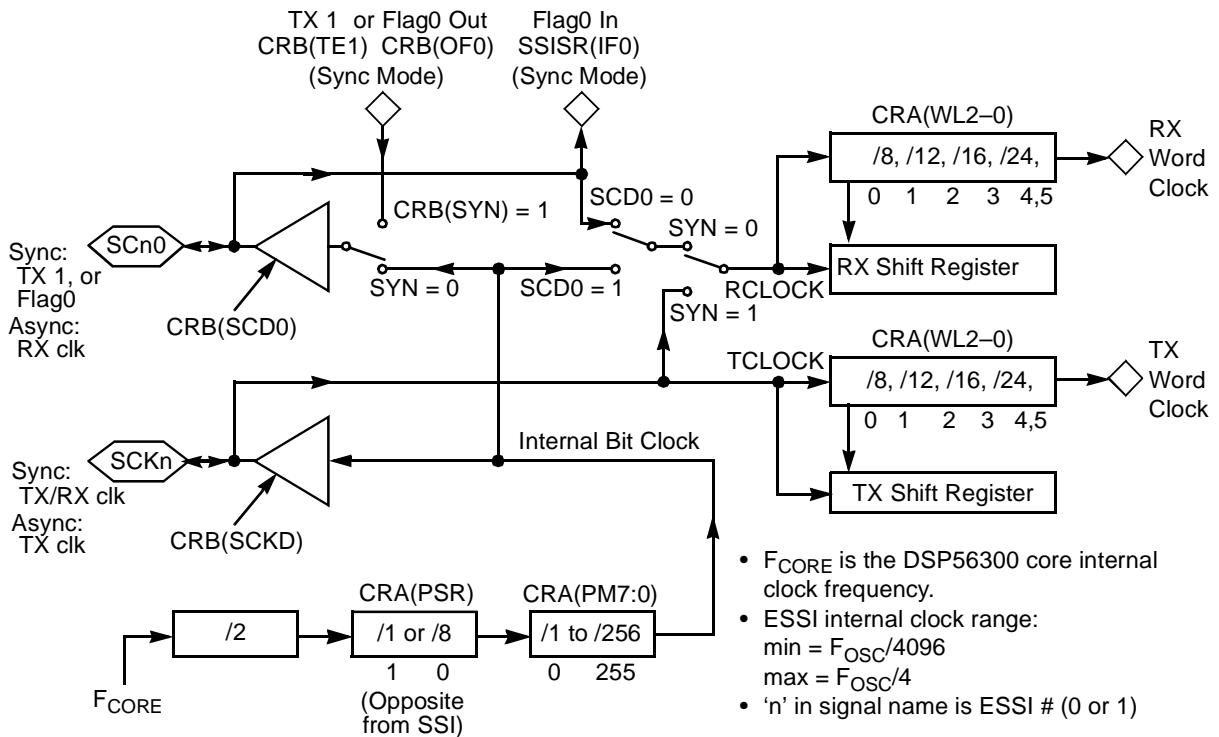 TX 1 or Flag0 Out
CRB(TE1) CRB(OF0)
(Sync Mode)
Flag0 In
SSISR(IF0)
(Sync Mode)
CRA(WL2–0)
/8, /12, /16, /24,
0 1 2 3 4,5
RX
Word
Clock
SCD0 = 0
CRB(SYN) = 1
SYN = 0
SCn0
Sync:
TX 1, or
Flag0
Async:
RX clk
SYN = 0
SCD0 = 1
RCLOCK
RX Shift Register
SYN = 1
CRB(SCD0)
CRA(WL2–0)
TCLOCK
/8, /12, /16, /24,
0 1 2 3 4,5
TX
Word
Clock
Internal Bit Clock
SCKn
Sync:
TX/RX clk
Async:
TX clk
TX Shift Register
CRB(SCKD)
CRA(PSR)
CRA(PM7:0)
/2
/1 or /8
/1 to /256
1 0
0 255
FCORE
(Opposite
from SSI)
• FCORE is the DSP56300 core internal
clock frequency.
• ESSI internal clock range:
min = FOSC/4096
max = FOSC/4
• ‘n’ in signal name is ESSI # (0 or 1)